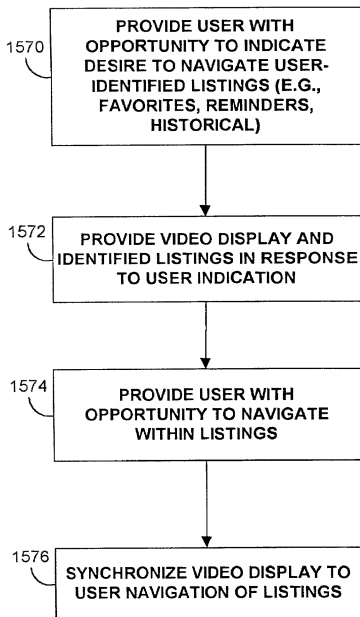 1570
PROVIDE USER WITH
OPPORTUNITY TO INDICATE
DESIRE TO NAVIGATE USER-
IDENTIFIED LISTINGS (E.G.,
FAVORITES, REMINDERS,
HISTORICAL)
1572
PROVIDE VIDEO DISPLAY AND
IDENTIFIED LISTINGS IN RESPONSE
TO USER INDICATION
1574
PROVIDE USER WITH
OPPORTUNITY TO NAVIGATE
WITHIN LISTINGS
1576
SYNCHRONIZE VIDEO DISPLAY TO
USER NAVIGATION OF LISTINGS